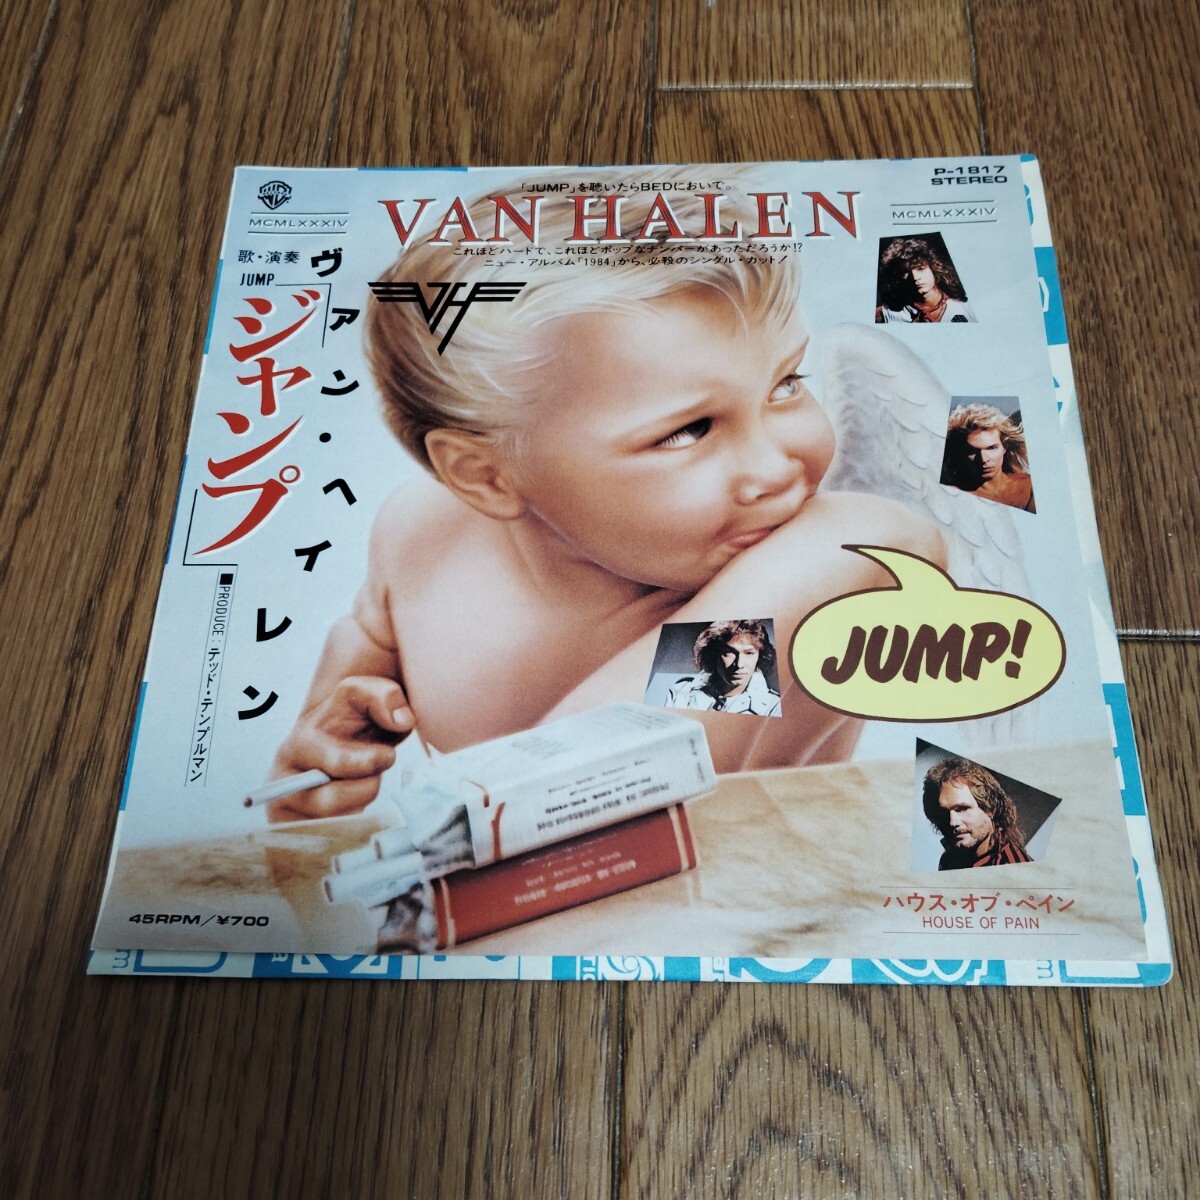 P-1817
STEREO
「JUMP」を聴いたらBEDにおいで。
VAN HALEN
MCMLXXXIV
MCMLXXXIV
これほどハードで、これほどポップなナンバーがあっただろうか!?
ニュー・アルバム「1984」から、必殺のシングル・カット!
歌・演奏
ヴァン・ヘイレン
JUMP
ジャンプ
■PRODUCE: テッド・テンプルマン
JUMP!
45RPM/¥700
ハウス・オブ・ペイン
HOUSE OF PAIN